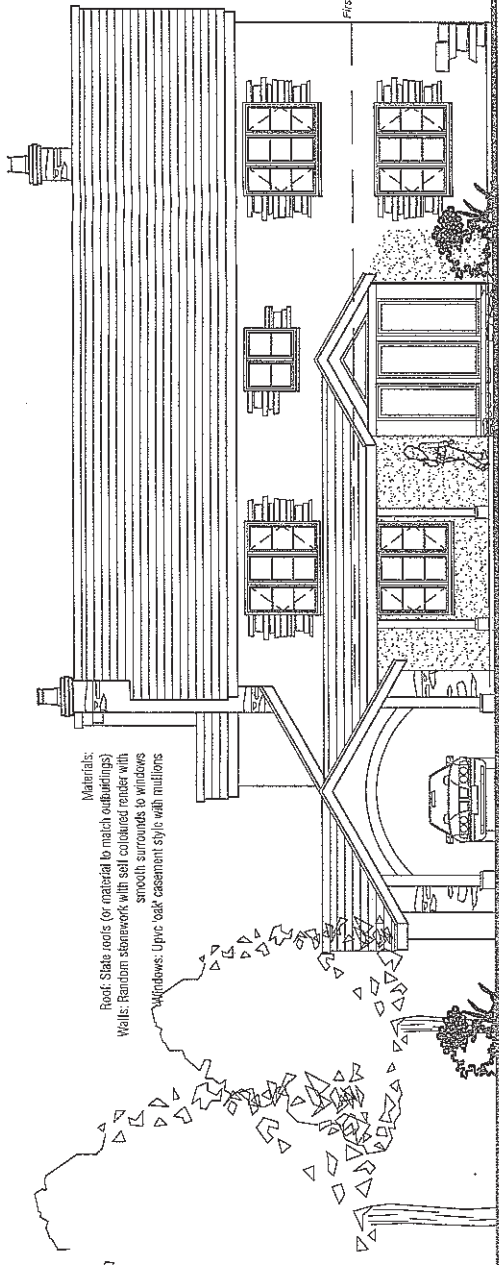 Materials:
Roof: Slate roofs (or material to match outbuildings)
Walls: Random stonework with self coloured render with
smooth surrounds to windows
Windows: Upvc 'oak' casement style with mullions
Firs